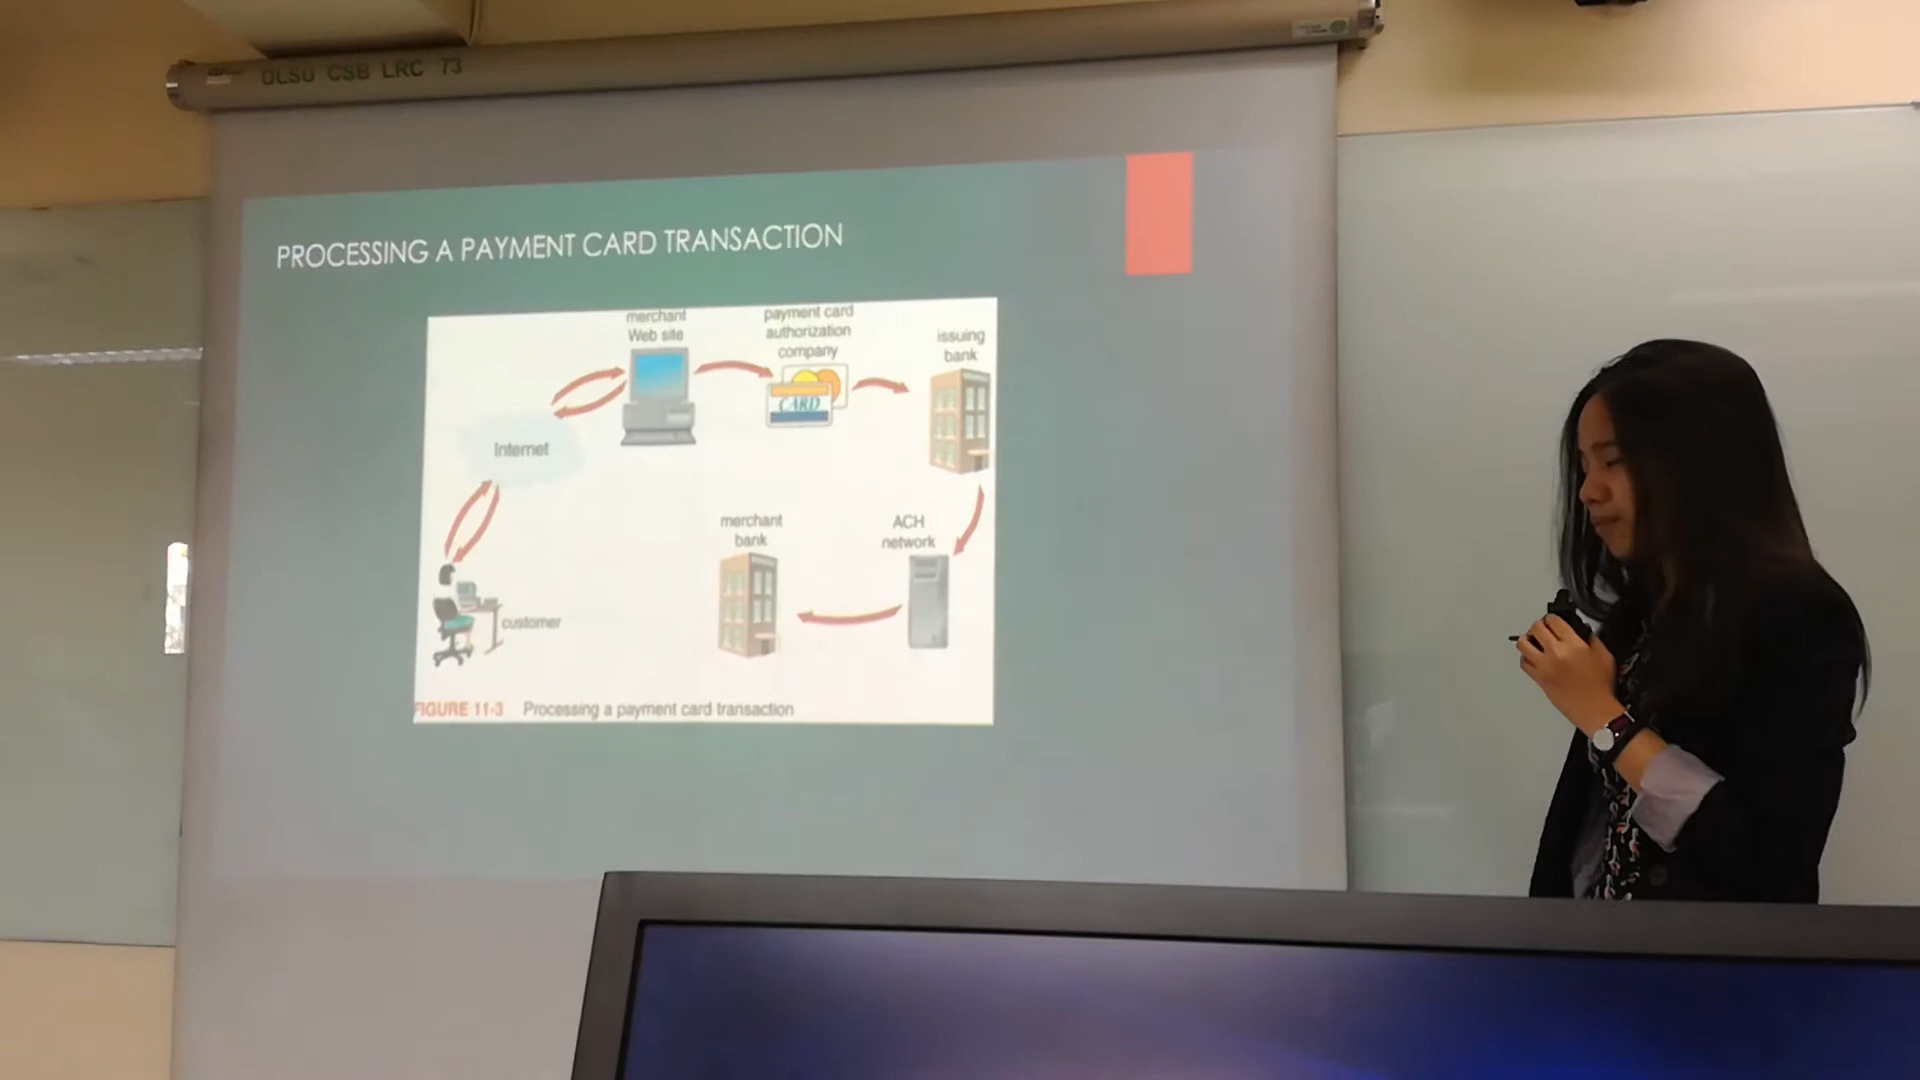 DLSU CSB LRC 73
PROCESSING A PAYMENT CARD TRANSACTION
merchant
Web site
payment card
authorization
company
issuing
bank
CARD
Internet
merchant
bank
ACH
network
customer
FIGURE 11-3 Processing a payment card transaction